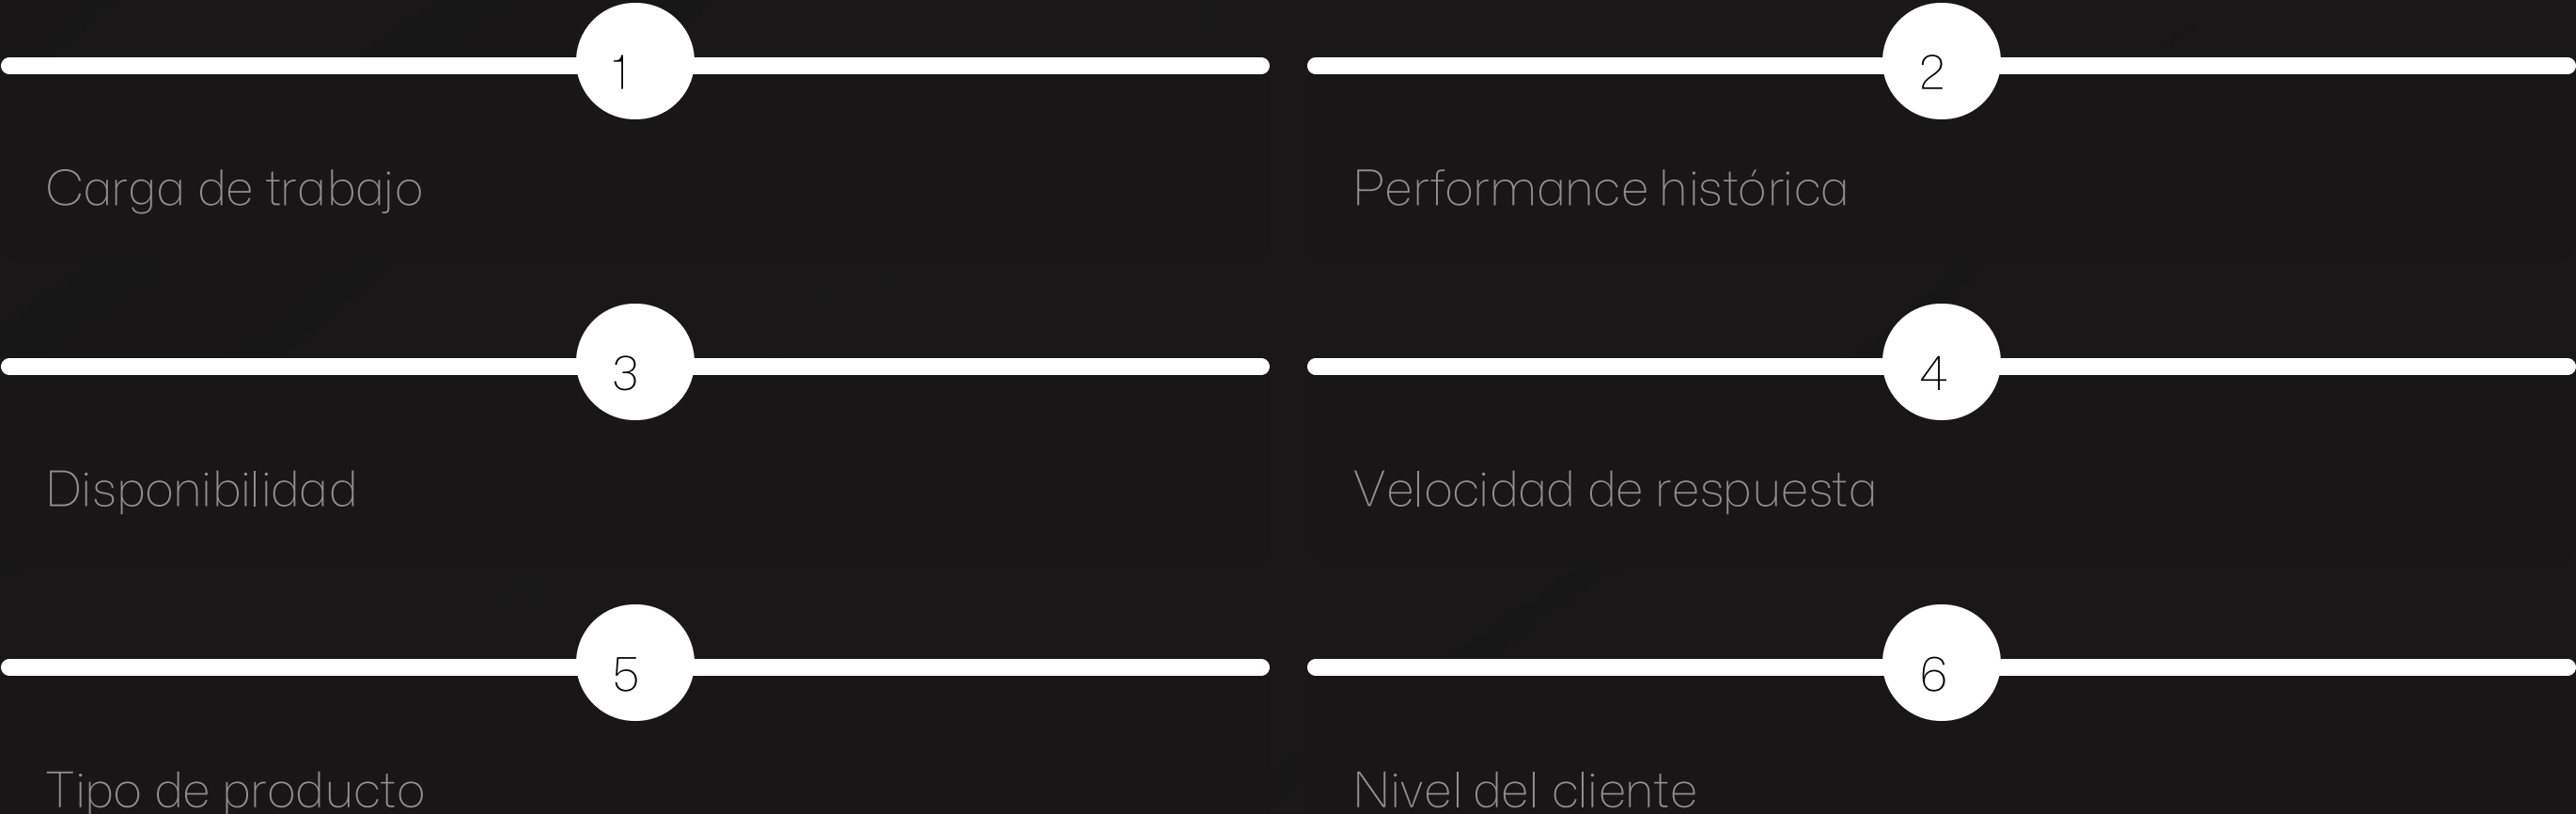 1
Carga de trabajo
2
Performance histórica
3
Disponibilidad
4
Velocidad de respuesta
5
Tipo de producto
6
Nivel del cliente